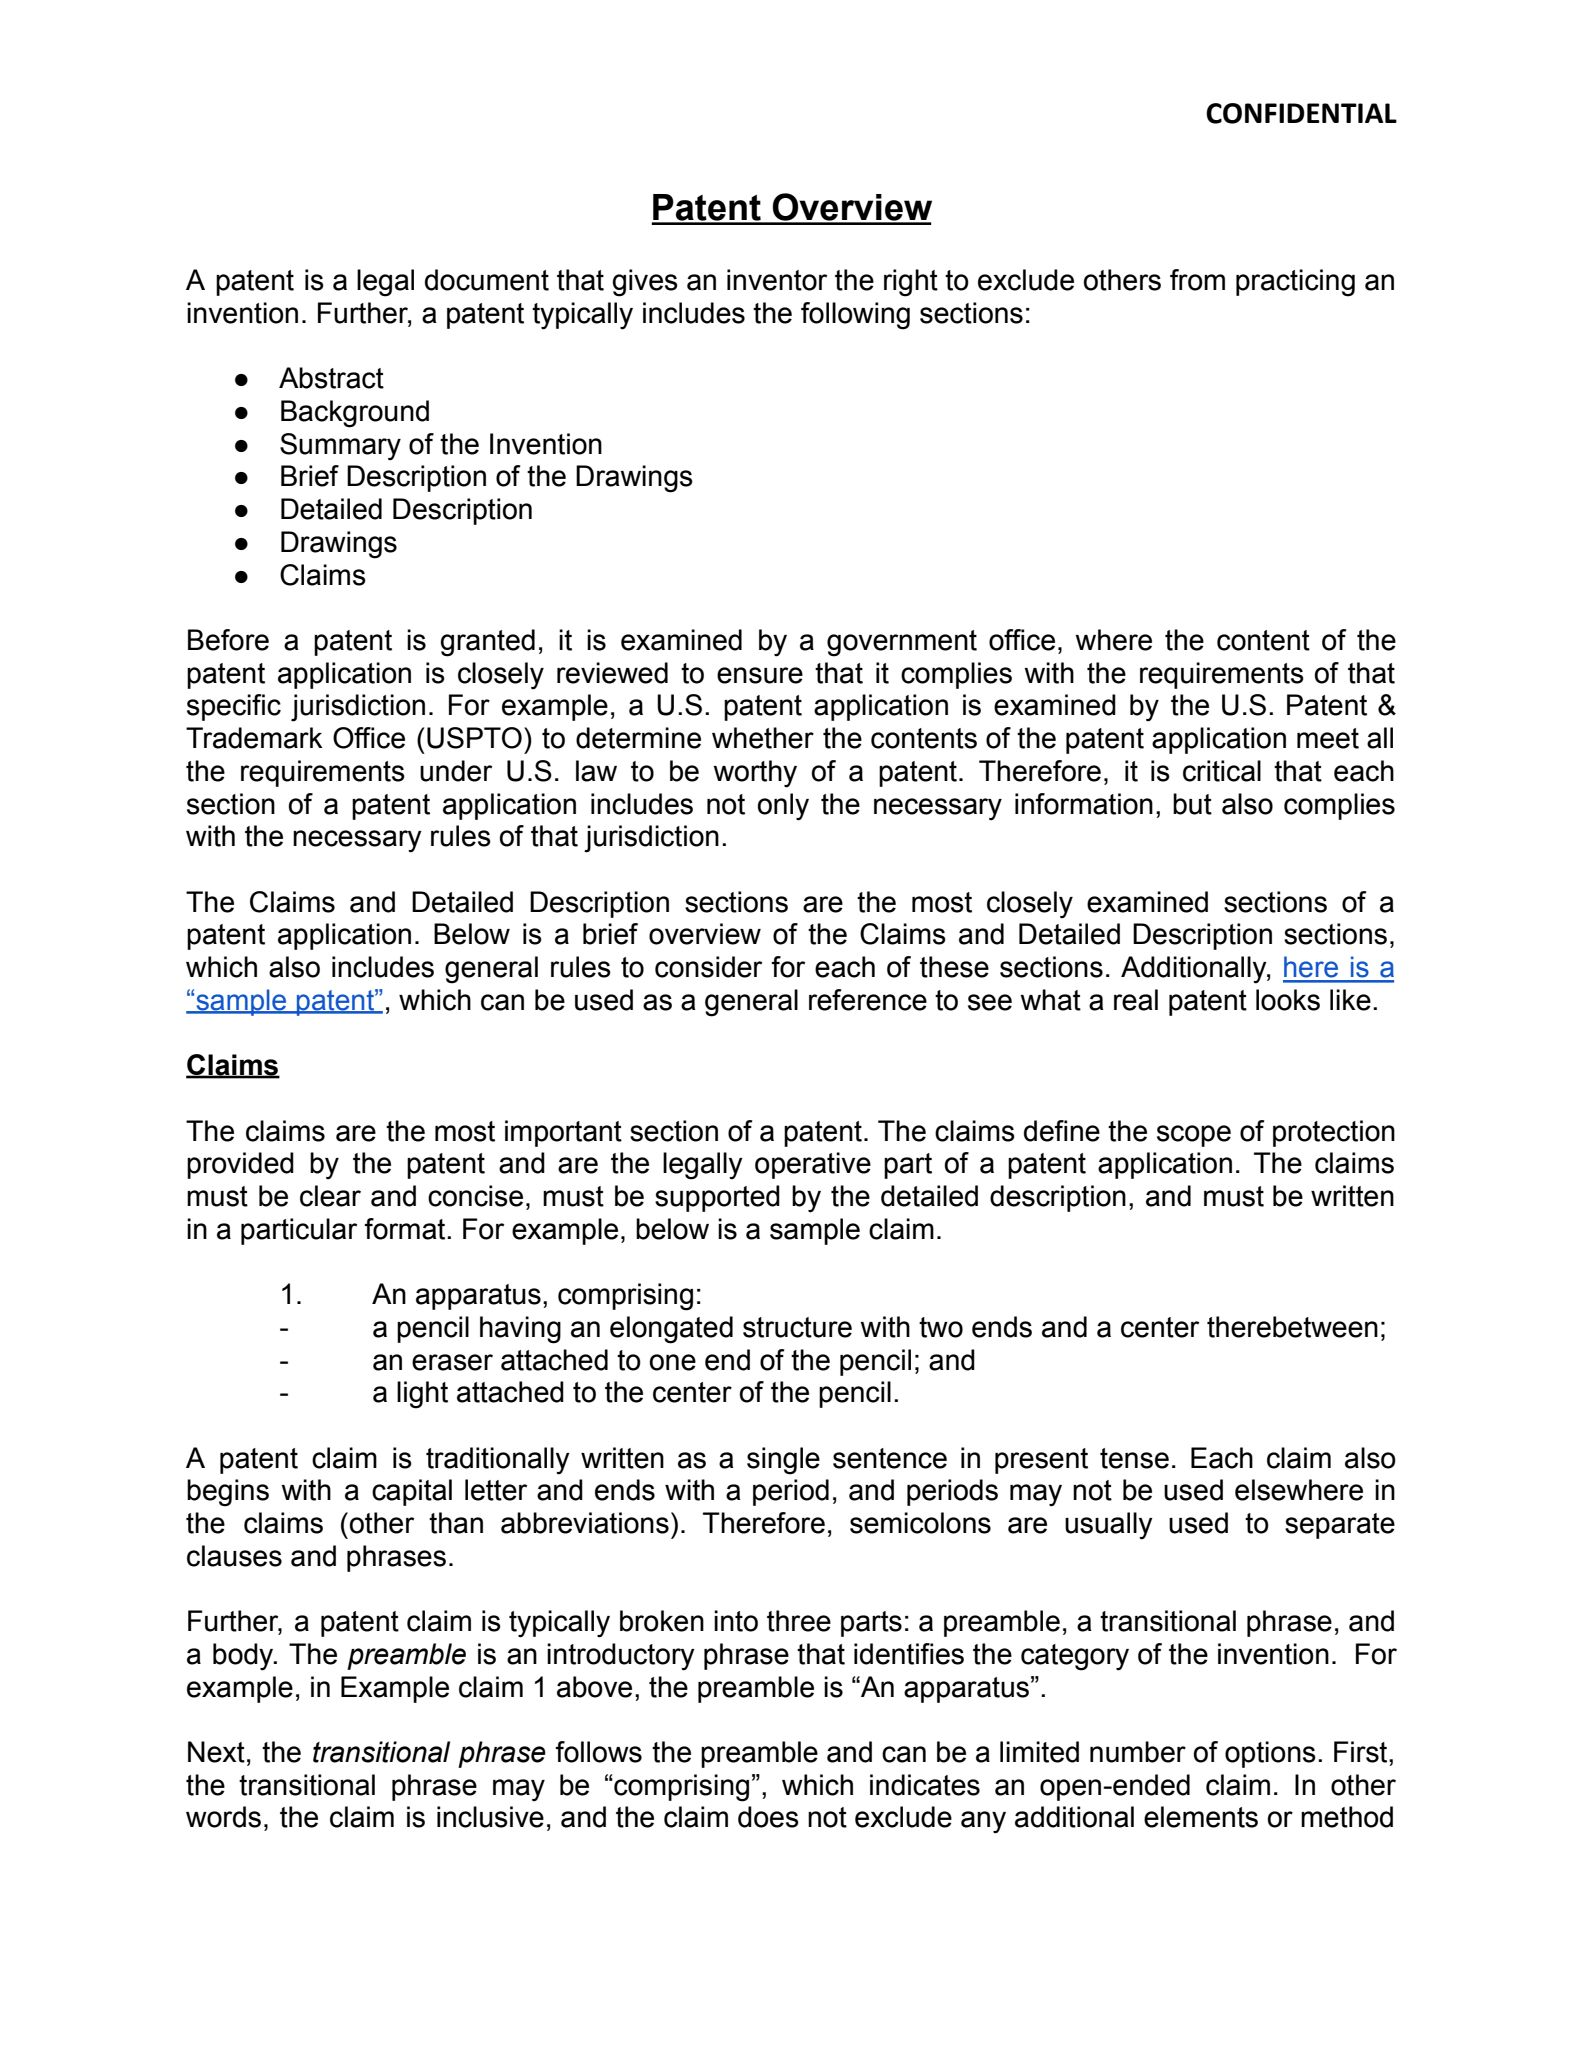 CONFIDENTIAL
Patent Overview
A patent is a legal document that gives an inventor the right to exclude others from practicing an
invention. Further, a patent typically includes the following sections:
● Abstract
● Background
● Summary of the Invention
● Brief Description of the Drawings
● Detailed Description
● Drawings
● Claims
Before a patent is granted, it is examined by a government office, where the content of the
patent application is closely reviewed to ensure that it complies with the requirements of that
specific jurisdiction. For example, a U.S. patent application is examined by the U.S. Patent &
Trademark Office (USPTO) to determine whether the contents of the patent application meet all
the requirements under U.S. law to be worthy of a patent. Therefore, it is critical that each
section of a patent application includes not only the necessary information, but also complies
with the necessary rules of that jurisdiction.
The Claims and Detailed Description sections are the most closely examined sections of a
patent application. Below is a brief overview of the Claims and Detailed Description sections,
which also includes general rules to consider for each of these sections. Additionally, here is a
“sample patent”, which can be used as a general reference to see what a real patent looks like.
Claims
The claims are the most important section of a patent. The claims define the scope of protection
provided by the patent and are the legally operative part of a patent application. The claims
must be clear and concise, must be supported by the detailed description, and must be written
in a particular format. For example, below is a sample claim.
1. An apparatus, comprising:
- a pencil having an elongated structure with two ends and a center therebetween;
- an eraser attached to one end of the pencil; and
- a light attached to the center of the pencil.
A patent claim is traditionally written as a single sentence in present tense. Each claim also
begins with a capital letter and ends with a period, and periods may not be used elsewhere in
the claims (other than abbreviations). Therefore, semicolons are usually used to separate
clauses and phrases.
Further, a patent claim is typically broken into three parts: a preamble, a transitional phrase, and
a body. The preamble is an introductory phrase that identifies the category of the invention.  For
example, in Example claim 1 above, the preamble is “An apparatus”.
Next, the transitional phrase follows the preamble and can be a limited number of options. First,
the transitional phrase may be “comprising”, which indicates an open-ended claim. In other
words, the claim is inclusive, and the claim does not exclude any additional elements or method